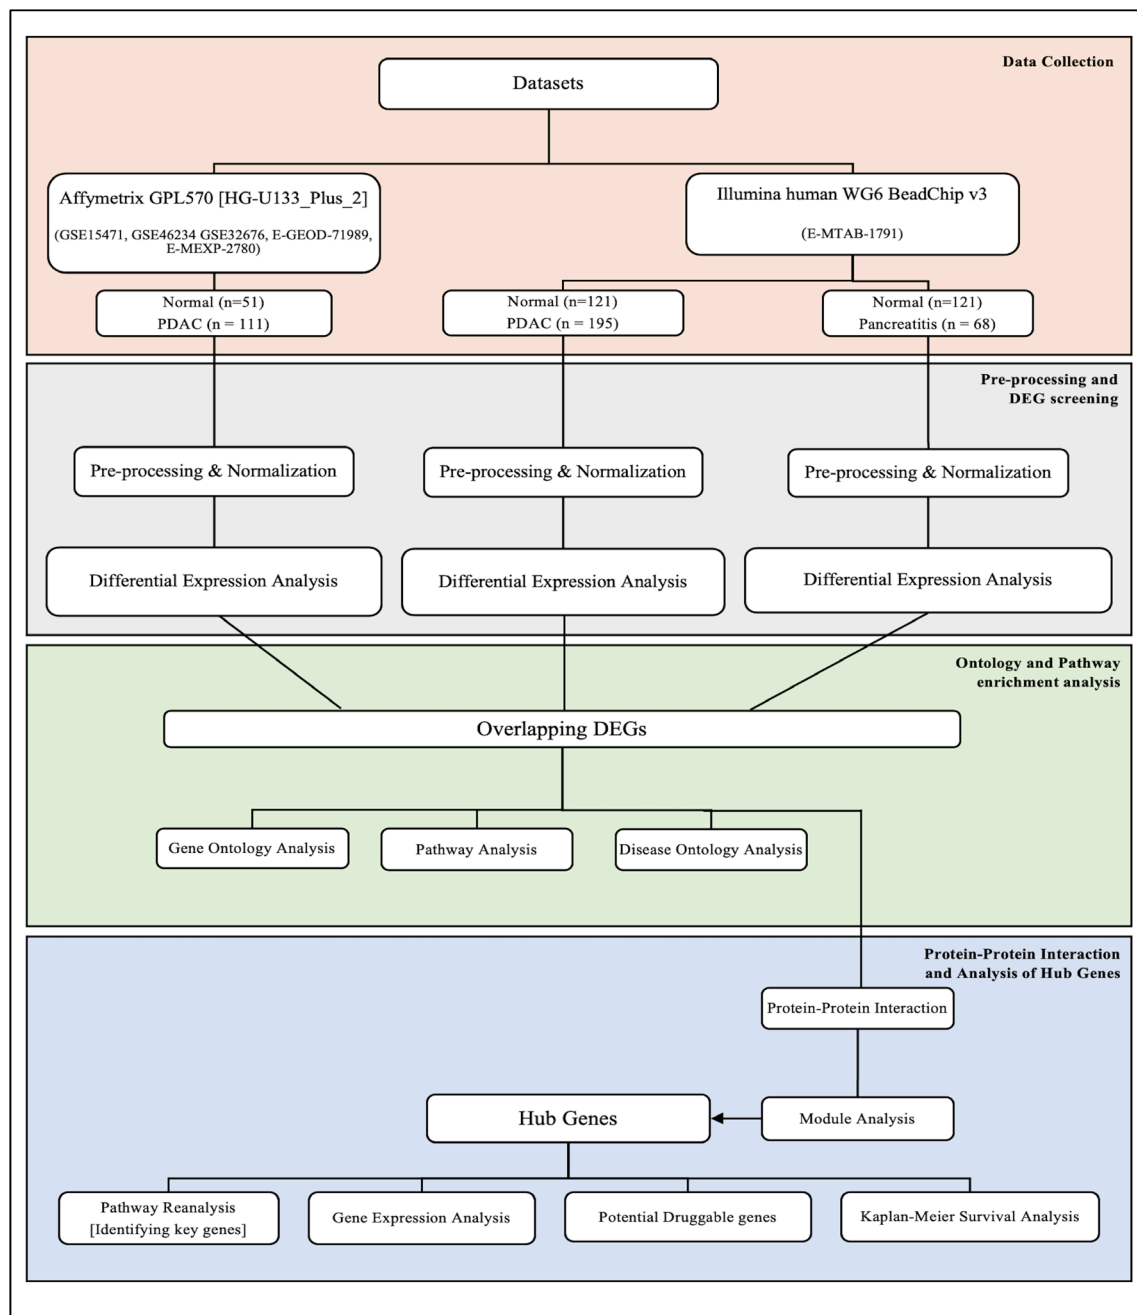 Data Collection
Datasets
Affymetrix GPL570 [HG-U133_Plus_2]
(GSE15471, GSE46234 GSE32676, E-GEOD-71989,
E-MEXP-2780)
Illumina human WG6 BeadChip v3
(E-MTAB-1791)
Normal (n=51)
PDAC (n = 111)
Normal (n=121)
PDAC (n = 195)
Normal (n=121)
Pancreatitis (n = 68)
Pre-processing and
DEG screening
Pre-processing & Normalization
Pre-processing & Normalization
Pre-processing & Normalization
Differential Expression Analysis
Differential Expression Analysis
Differential Expression Analysis
Ontology and Pathway
enrichment analysis
Overlapping DEGs
Gene Ontology Analysis
Pathway Analysis
Disease Ontology Analysis
Protein-Protein Interaction
and Analysis of Hub Genes
Protein-Protein Interaction
Hub Genes
Module Analysis
Pathway Reanalysis
[Identifying key genes]
Gene Expression Analysis
Potential Druggable genes
Kaplan-Meier Survival Analysis